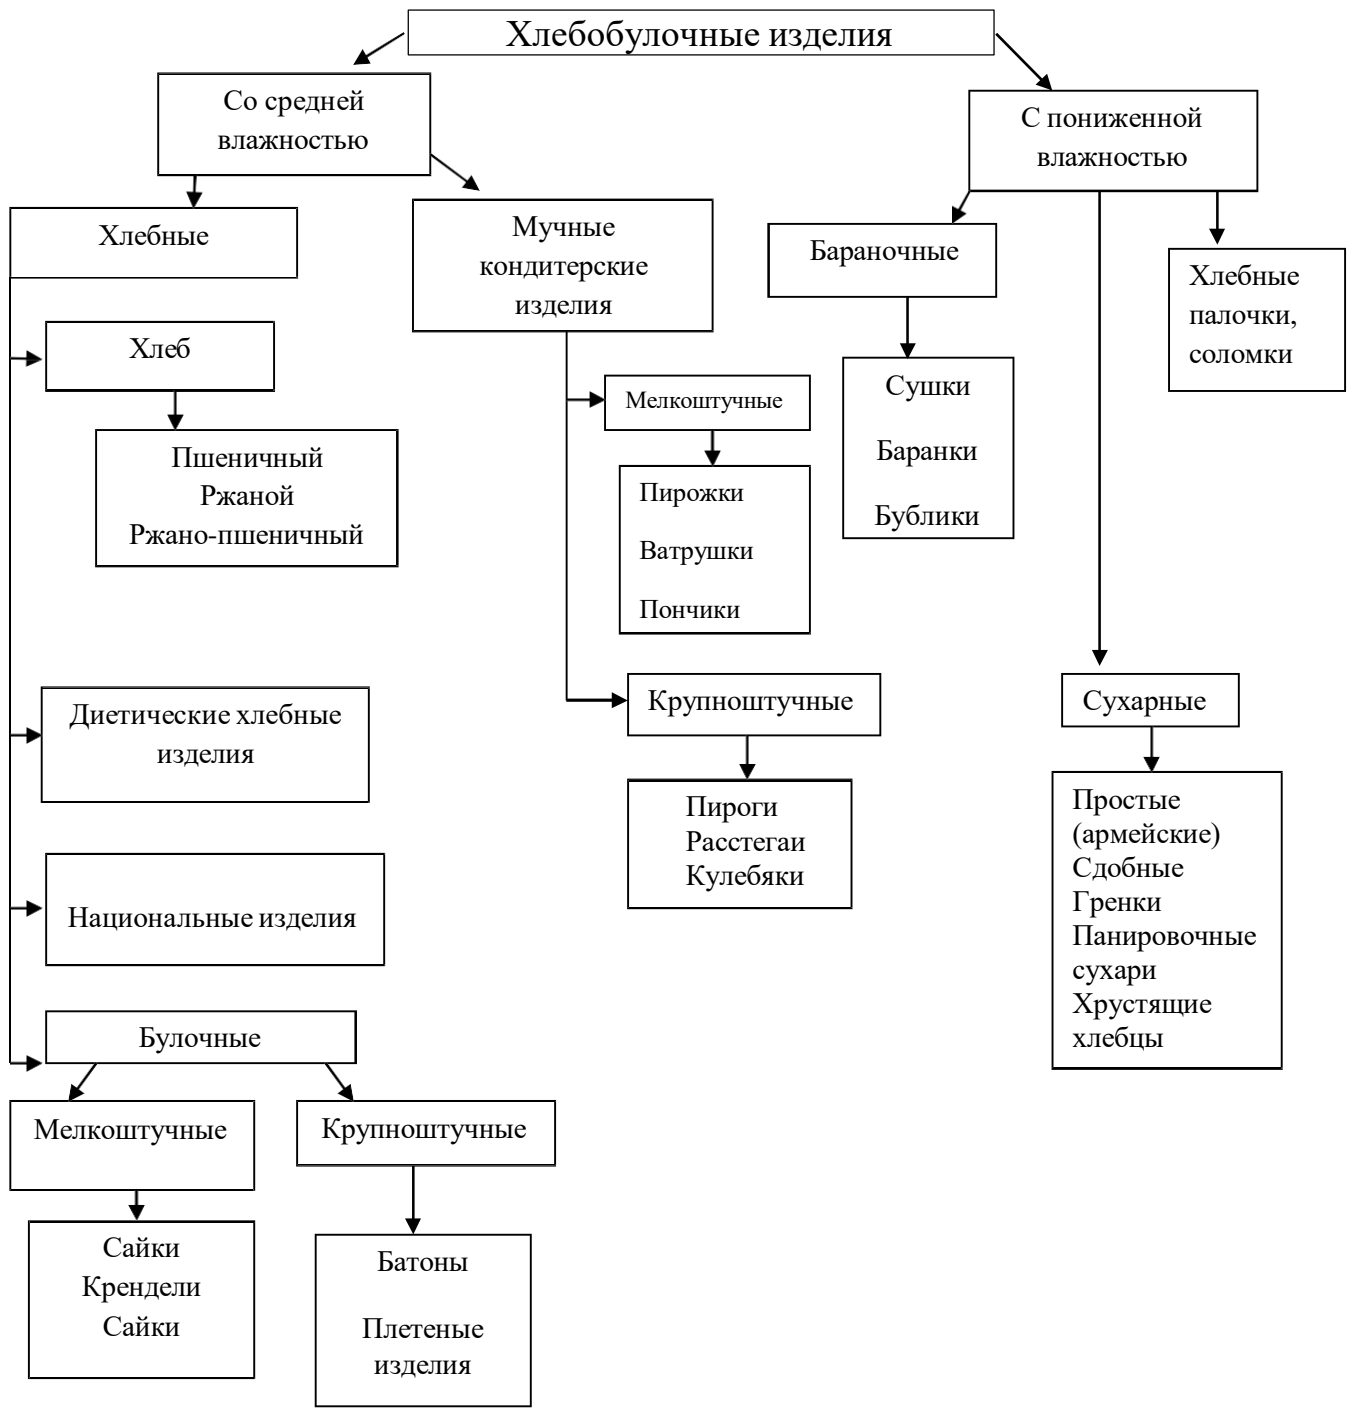 Хлебобулочные изделия
Со средней
влажностью
С пониженной
влажностью
Хлебные
Мучные
кондитерские
изделия
Бараночные
Хлебные
палочки,
соломки
Хлеб
Пшеничный
Ржаной
Ржано-пшеничный
Мелкоштучные
Пирожки
Ватрушки
Пончики
Сушки
Баранки
Бублики
Диетические хлебные
изделия
Крупноштучные
Пироги
Расстегаи
Кулебяки
Сухарные
Простые
(армейские)
Сдобные
Гренки
Панировочные
сухари
Хрустящие
хлебцы
Национальные изделия
Булочные
Мелкоштучные
Крупноштучные
Сайки
Крендели
Сайки
Батоны
Плетеные
изделия